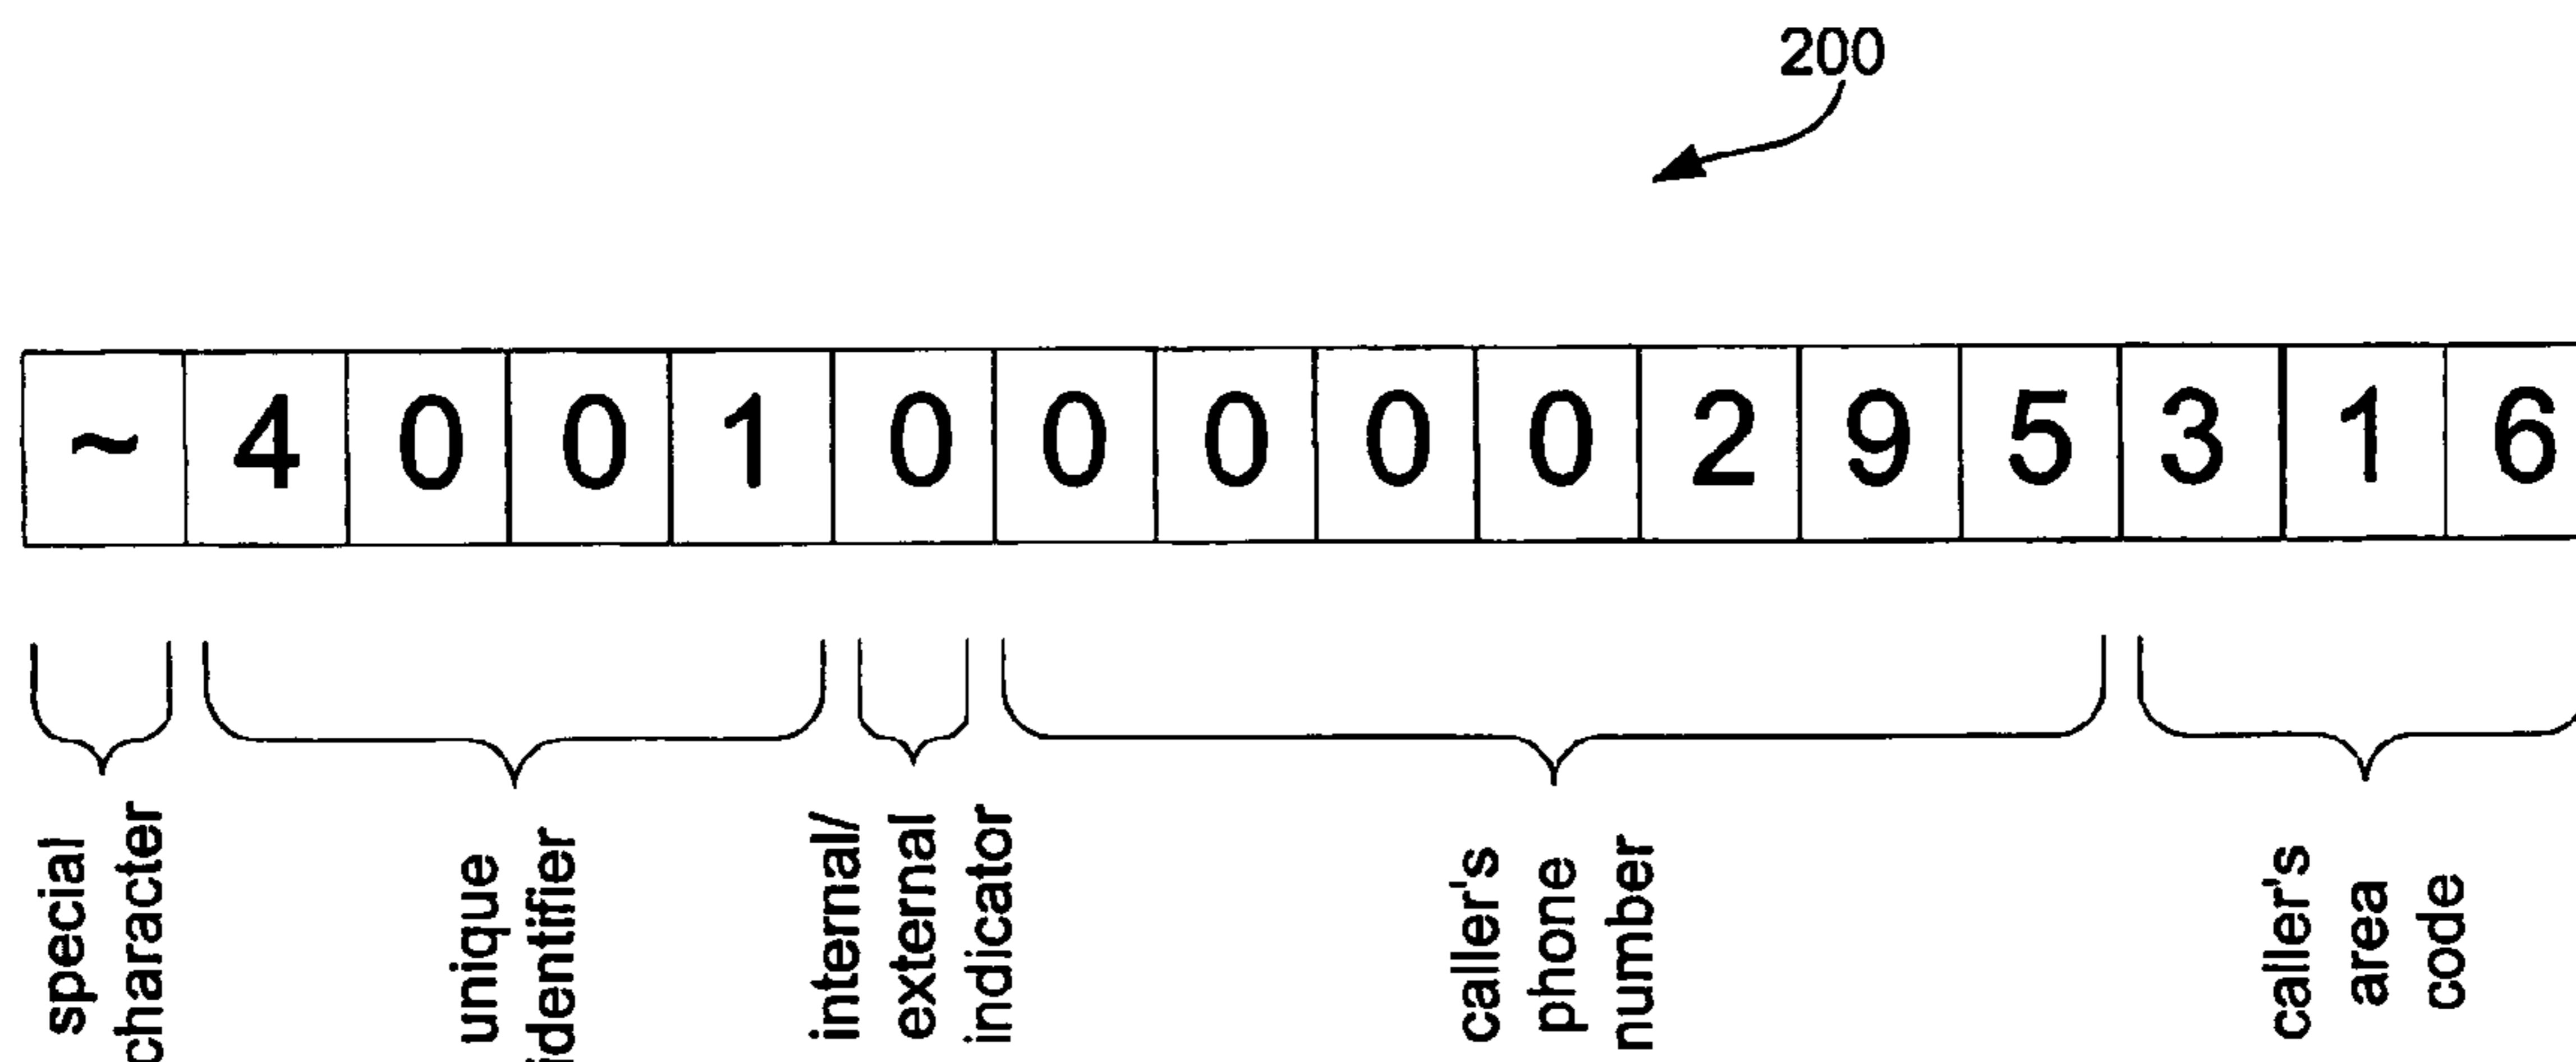 200
~ 4 0 0 1 0 0 0 0 0 2 9 5 3 1 6
special
character
unique
identifier
internal/
external
indicator
caller's
phone
number
caller's
area
code